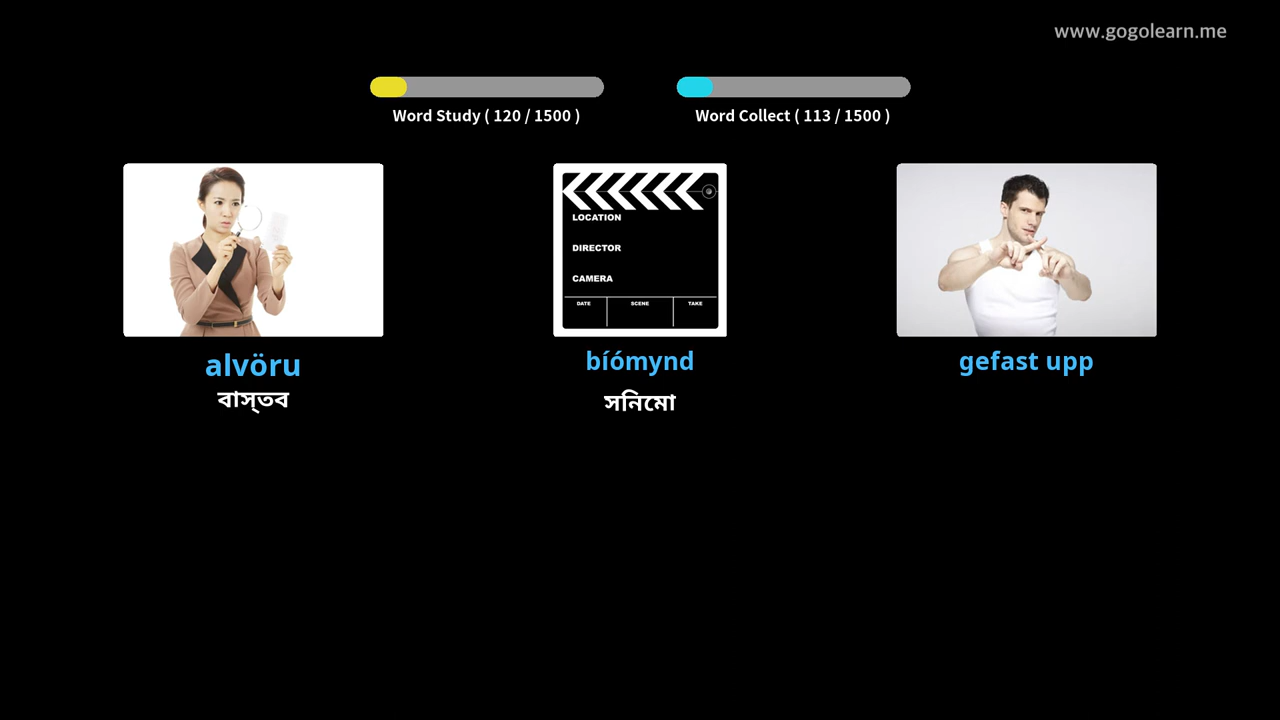 www.gogolearn.me
Word Study ( 120 / 1500 )
Word Collect ( 113 / 1500 )
LOCATION
DIRECTOR
CAMERA
DATE
SCENE
TAKE
alvöru
bíómynd
gefast upp
বাস্তব
সিনেমা